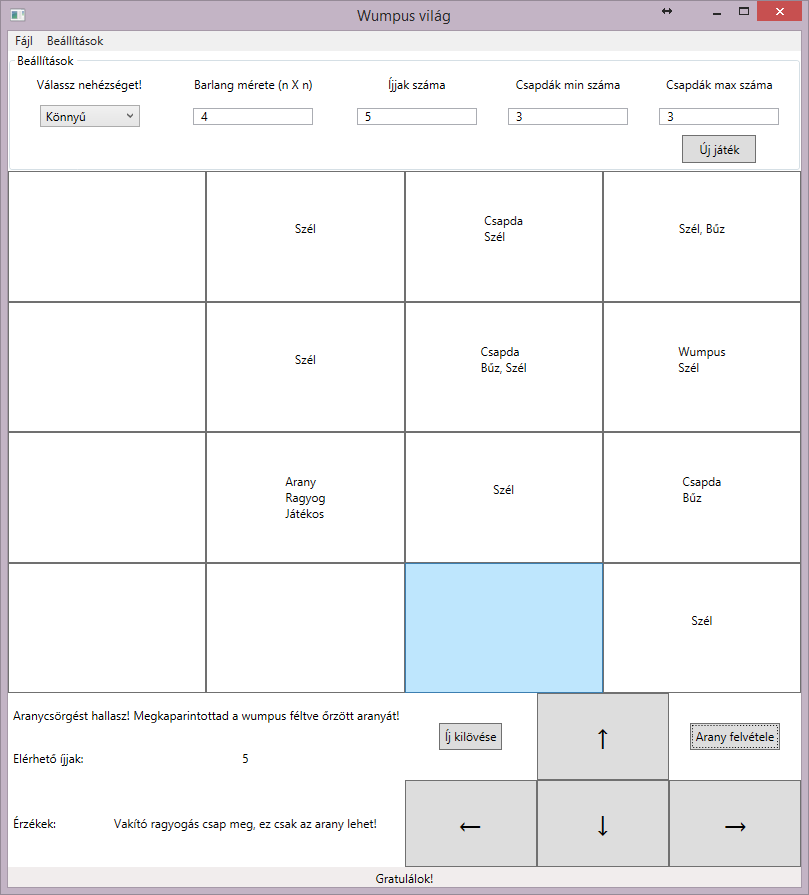 Wumpus világ
Fájl Beállítások
Beállítások
Válassz nehézséget! Barlang mérete (n X n) Íjjak száma Csapdák min száma Csapdák max száma
Könnyű 4 5 3 3
Új játék
Szél
Csapda
Szél
Szél, Bűz
Szél
Csapda
Bűz, Szél
Wumpus
Szél
Arany
Ragyog
Játékos
Szél
Csapda
Bűz
Szél
Aranycsörgést hallasz! Megkaparintottad a wumpus féltve őrzött aranyát!
Íj kilövése
↑
Arany felvétele
Elérhető íjjak: 5
Érzékek: Vakító ragyogás csap meg, ez csak az arany lehet!
← ↓ →
Gratulálok!